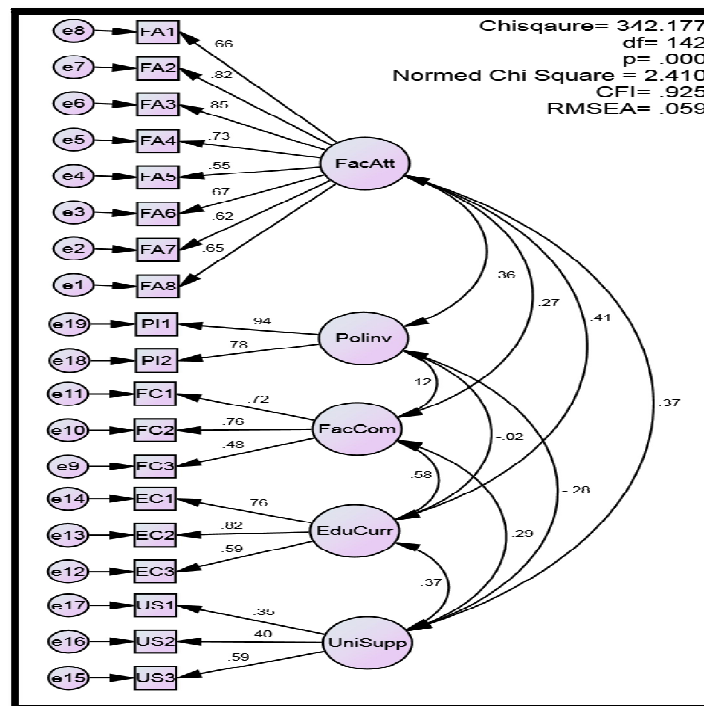 Chisqaure= 342.177
df= 142
p= .000
Normed Chi Square = 2.410
CFI= .925
RMSEA= .059
e8 FA1 .66
e7 FA2 .82
e6 FA3 .85
e5 FA4 .73
e4 FA5 .55
e3 FA6 .67
e2 FA7 .62
e1 FA8 .65
FacAtt
e19 PI1 .94
e18 PI2 .78
Polinv
e11 FC1 .72
e10 FC2 .76
e9 FC3 .48
FacCom
e14 EC1 .76
e13 EC2 .82
e12 EC3 .59
EduCurr
e17 US1 .35
e16 US2 .40
e15 US3 .59
UniSupp
.36
.27
.41
.37
.12
-.02
-.28
.58
.29
.37